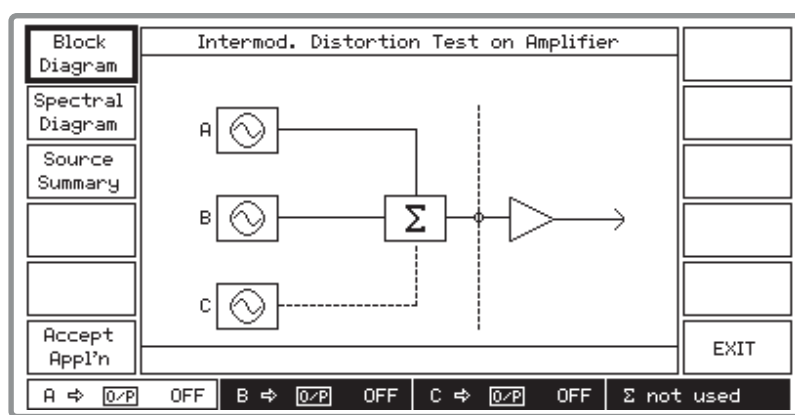 Block
Diagram
Intermod. Distortion Test on Amplifier
Spectral
Diagram
Source
Summary
A
B
Σ
C
Accept
Appl'n
EXIT
A ⇨ O/P OFF B ⇨ O/P OFF C ⇨ O/P OFF Σ not used